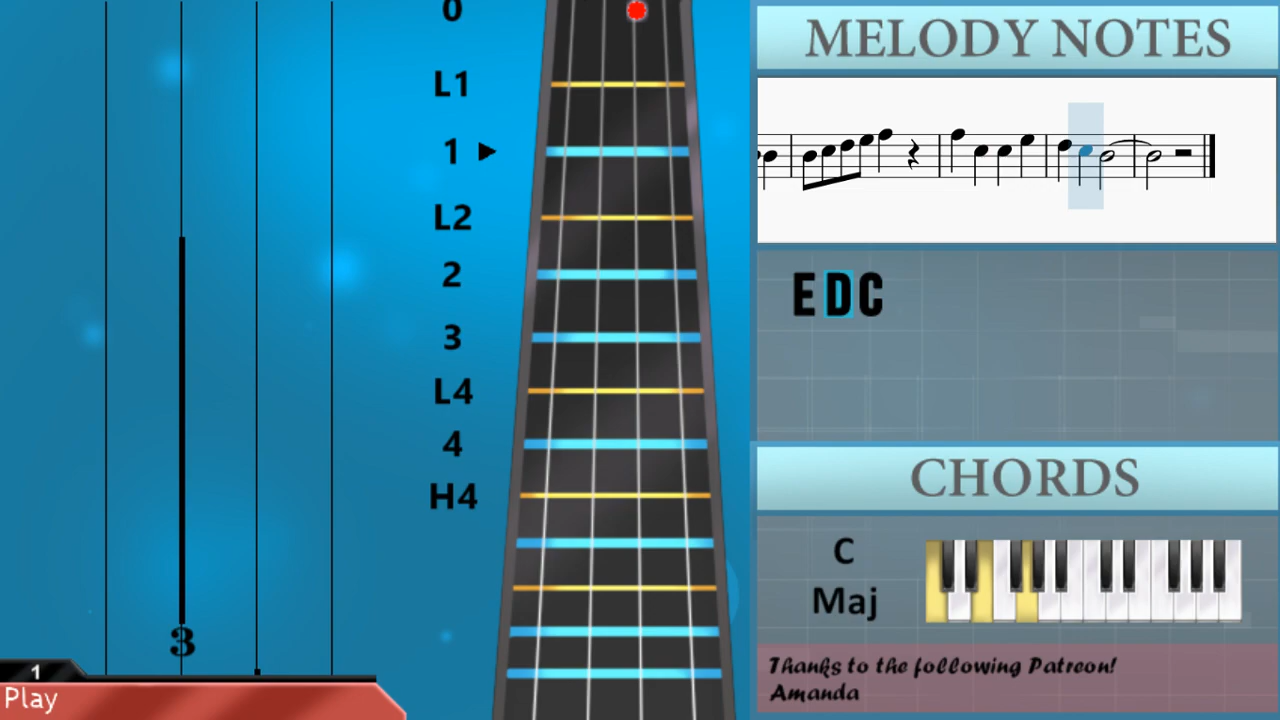 0
L1
1
L2
2
3
L4
4
H4
3
1
Play
MELODY NOTES
E D C
CHORDS
C
Maj
Thanks to the following Patreon!
Amanda